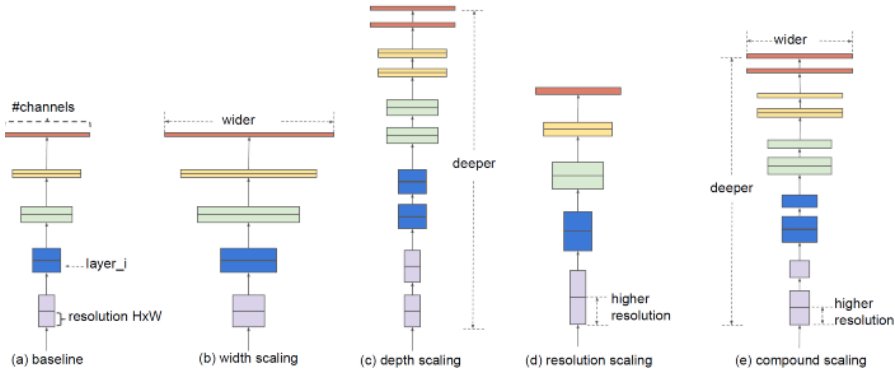 #channels
layer_i
resolution HxW
(a) baseline
wider
(b) width scaling
deeper
(c) depth scaling
higher
resolution
(d) resolution scaling
wider
deeper
higher
resolution
(e) compound scaling